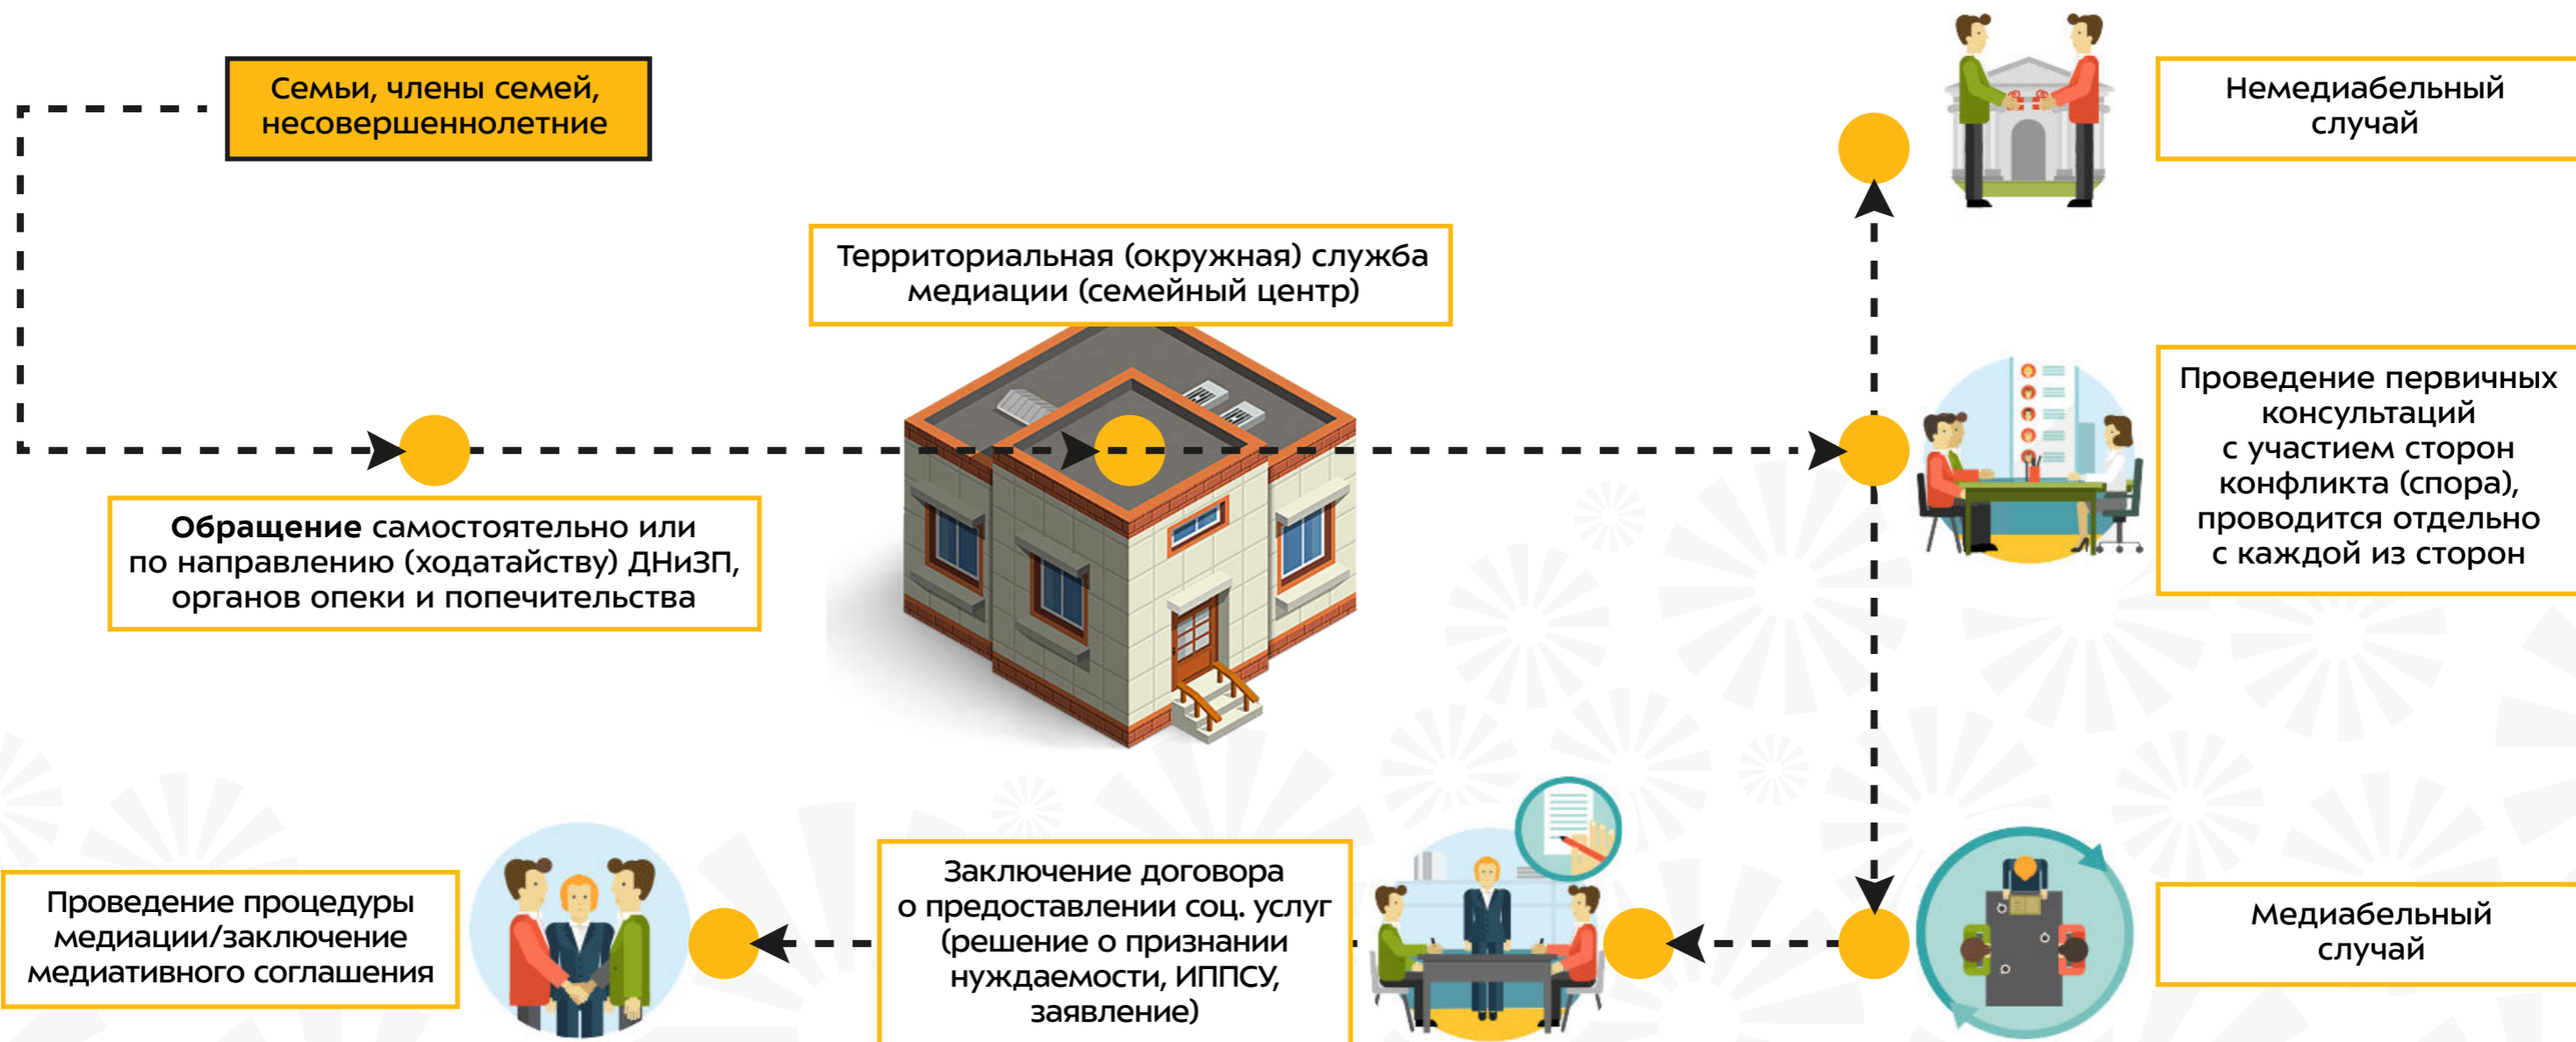 Семьи, члены семей,
несовершеннолетние
Обращение самостоятельно или
по направлению (ходатайству) ДНиЗП,
органов опеки и попечительства
Территориальная (окружная) служба
медиации (семейный центр)
Немедиабельный
случай
Проведение первичных
консультаций
с участием сторон
конфликта (спора),
проводится отдельно
с каждой из сторон
Медиабельный
случай
Заключение договора
о предоставлении соц. услуг
(решение о признании
нуждаемости, ИППСУ,
заявление)
Проведение процедуры
медиации/заключение
медиативного соглашения